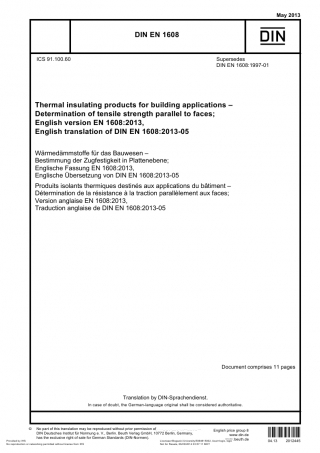 May 2013
DIN EN 1608
DIN
ICS 91.100.60
Supersedes
DIN EN 1608:1997-01
Thermal insulating products for building applications –
Determination of tensile strength parallel to faces;
English version EN 1608:2013,
English translation of DIN EN 1608:2013-05
Wärmedämmstoffe für das Bauwesen –
Bestimmung der Zugfestigkeit in Plattenebene;
Englische Fassung EN 1608:2013,
Englische Übersetzung von DIN EN 1608:2013-05
Produits isolants thermiques destinés aux applications du bâtiment –
Détermination de la résistance à la traction parallèlement aux faces;
Version anglaise EN 1608:2013,
Traduction anglaise de DIN EN 1608:2013-05
Document comprises 11 pages
Translation by DIN-Sprachendienst.
In case of doubt, the German-language original shall be considered authoritative.
© No part of this translation may be reproduced without prior permission of
DIN Deutsches Institut für Normung e. V., Berlin. Beuth Verlag GmbH, 10772 Berlin, Germany,
has the exclusive right of sale for German Standards (DIN-Normen).
English price group 8
www.din.de
www.beuth.de